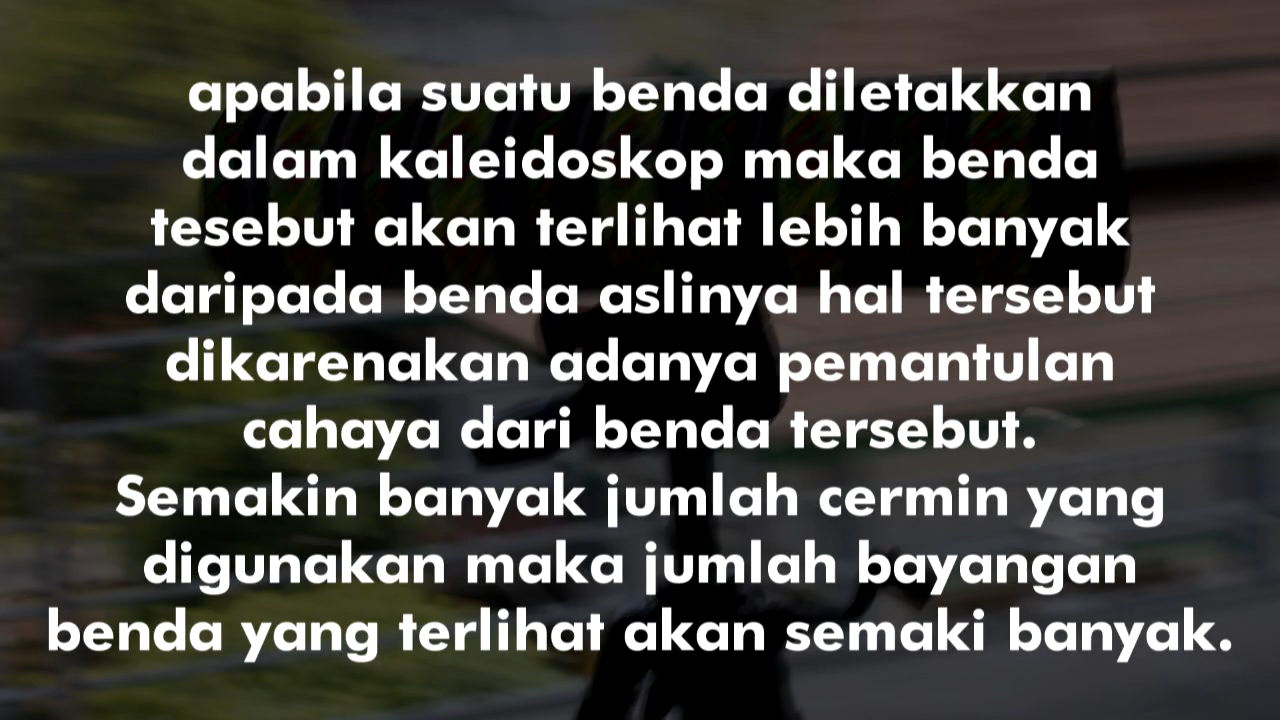 apabila suatu benda diletakkan
dalam kaleidoskop maka benda
tesebut akan terlihat lebih banyak
daripada benda aslinya hal tersebut
dikarenakan adanya pemantulan
cahaya dari benda tersebut.
Semakin banyak jumlah cermin yang
digunakan maka jumlah bayangan
benda yang terlihat akan semaki banyak.